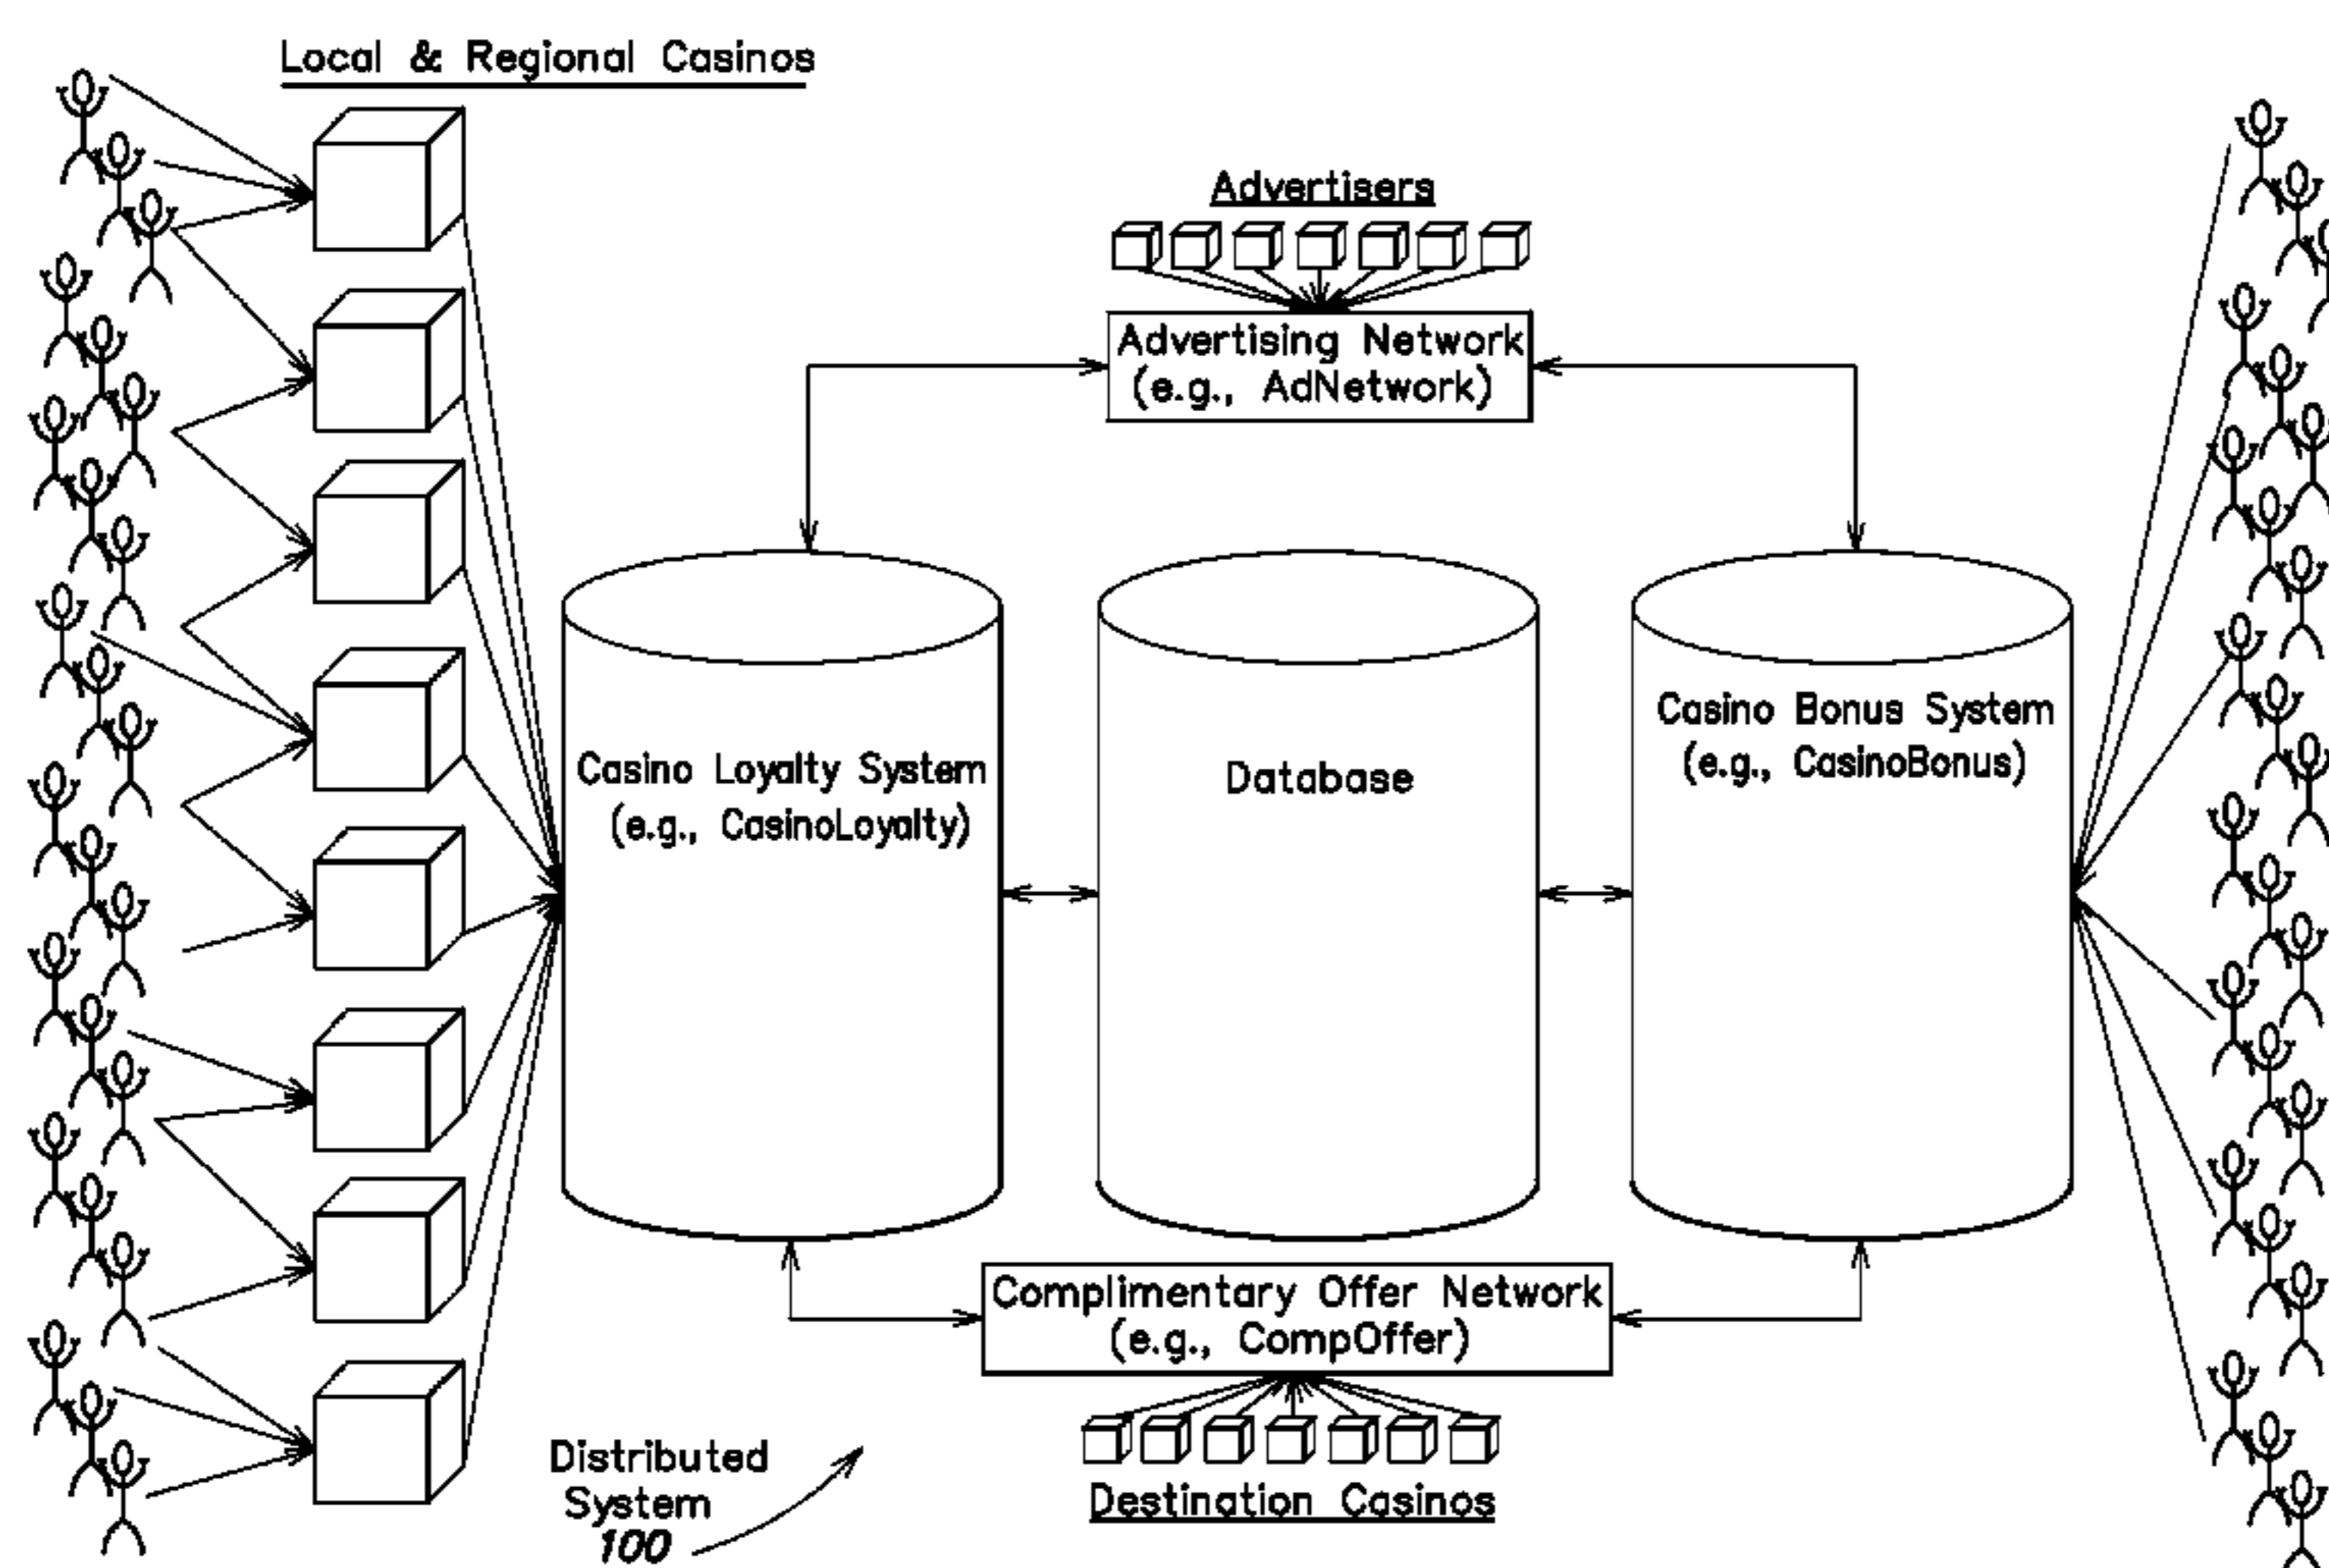 Local & Regional Casinos
Advertisers
Advertising Network
(e.g., AdNetwork)
Casino Loyalty System
(e.g., CasinoLoyalty)
Database
Casino Bonus System
(e.g., CasinoBonus)
Complimentary Offer Network
(e.g., CompOffer)
Destination Casinos
Distributed
System
100